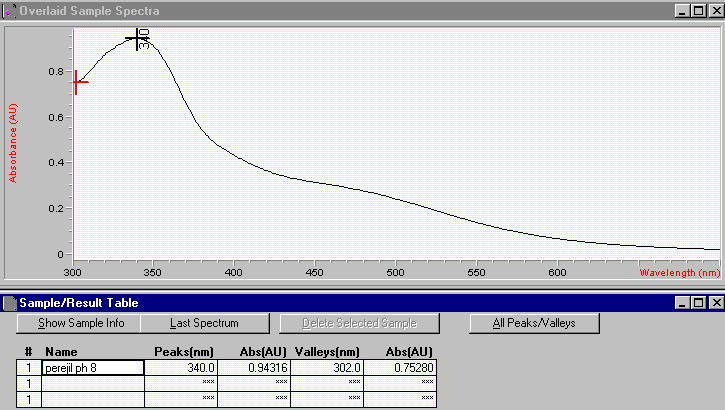 Overlaid Sample Spectra
340
0.8
0.6
0.4
0.2
0
Absorbance (AU)
300 350 400 450 500 550 600 Wavelength (nm)
Sample/Result Table
Show Sample Info Last Spectrum Delete Selected Sample All Peaks/Valleys
# Name Peaks(nm) Abs(AU) Valleys(nm) Abs(AU)
1 perejil ph 8 340.0 0.94316 302.0 0.75280
1 *** *** *** ***
1 *** *** *** ***